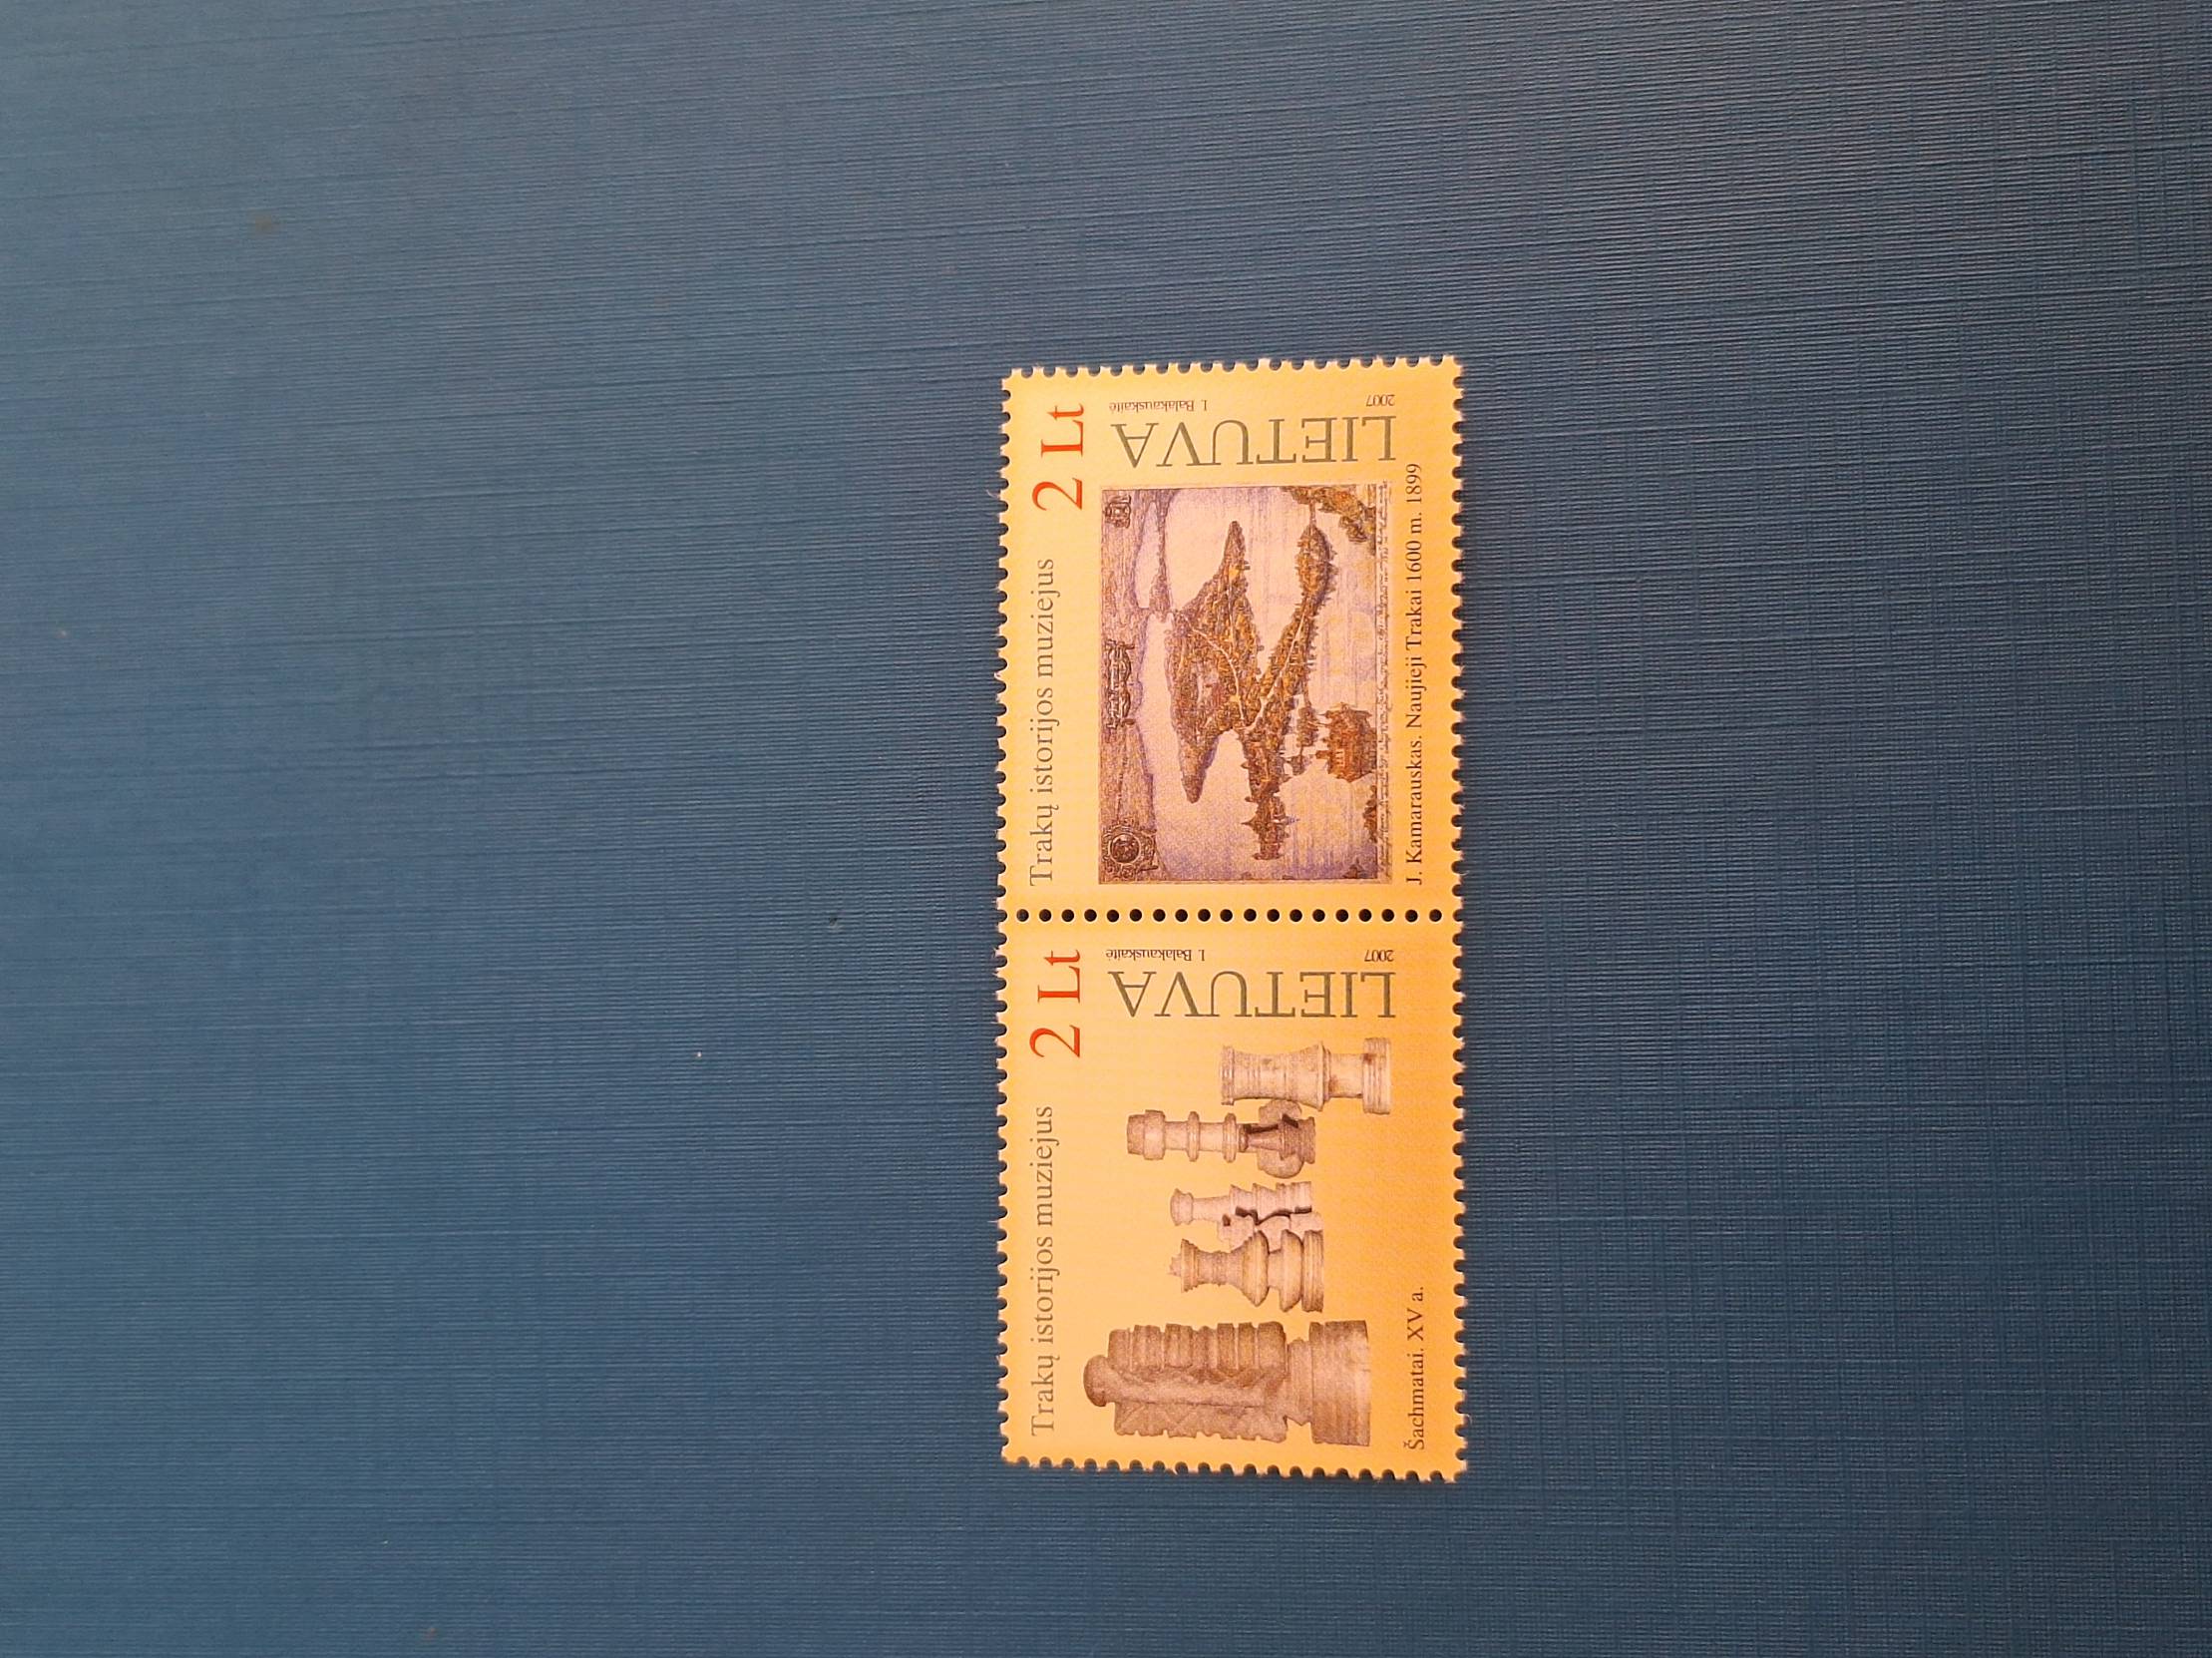 Trakų istorijos muziejus
2 Lt
Šachmatai. XV a.
LIETUVA
2007
I. Balakauskaitė
Trakų istorijos muziejus
2 Lt
J. Kamarauskas. Naujieji Trakai 1600 m. 1899
LIETUVA
2007
I. Balakauskaitė